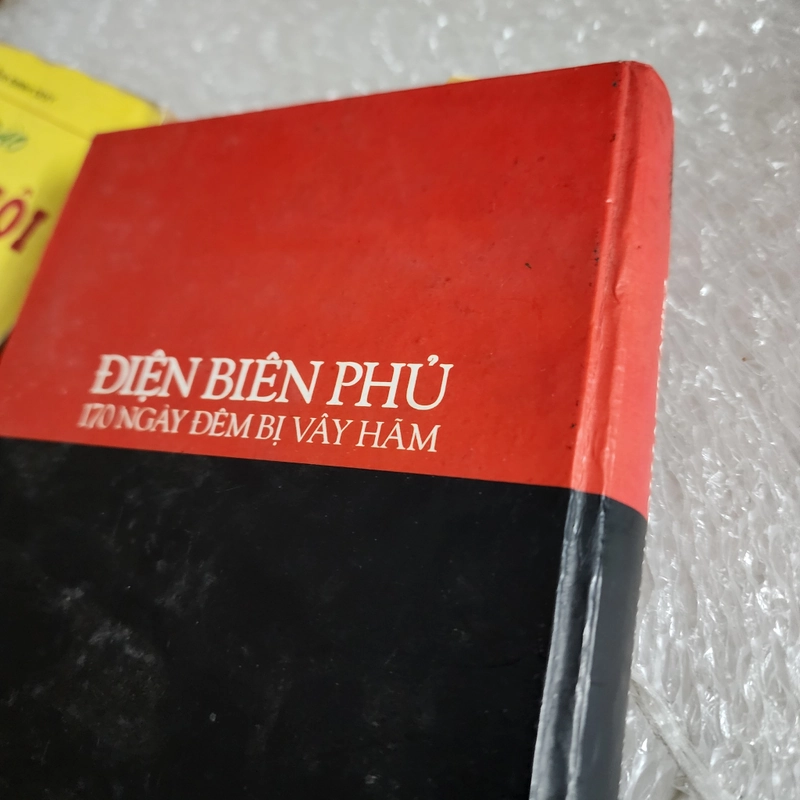 ĐIỆN BIÊN PHỦ
170 NGÀY ĐÊM BỊ VÂY HÃM